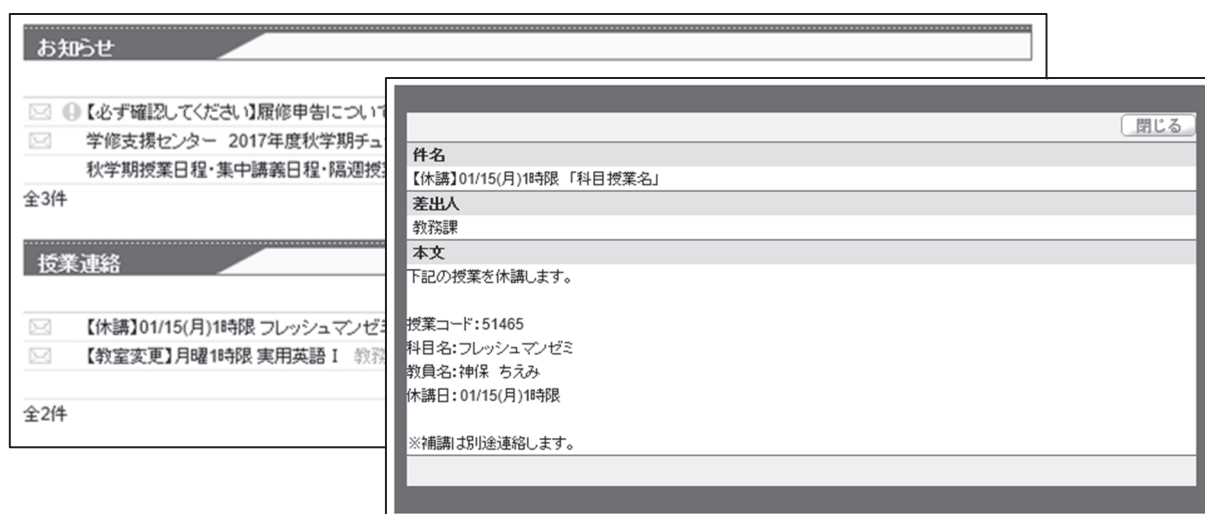 お知らせ
【必ず確認してください】履修申告について
学修支援センター 2017年度秋学期チュ
秋学期授業日程・集中講義日程・隔週授
全3件
授業連絡
【休講】01/15(月)1時限 フレッシュマンゼミ
【教室変更】月曜1時限 実用英語Ⅰ 教務
全2件
閉じる
件名
【休講】01/15(月)1時限 「科目授業名」
差出人
教務課
本文
下記の授業を休講します。
授業コード:51465
科目名:フレッシュマンゼミ
教員名:神保 ちえみ
休講日:01/15(月)1時限
※補講は別途連絡します。